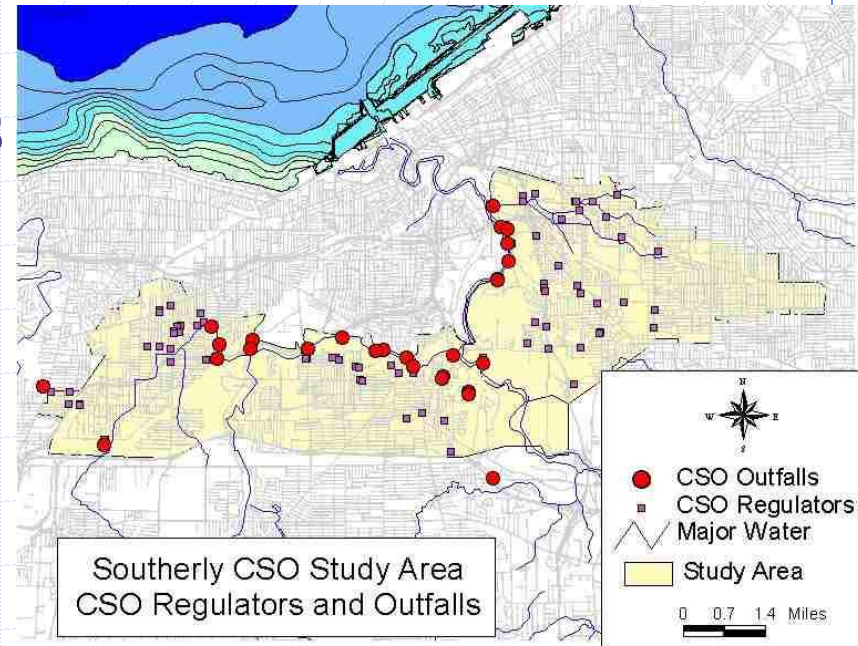 N
W E
S
CSO Outfalls
CSO Regulators
Major Water
Study Area
0 0.7 1.4 Miles
Southerly CSO Study Area
CSO Regulators and Outfalls